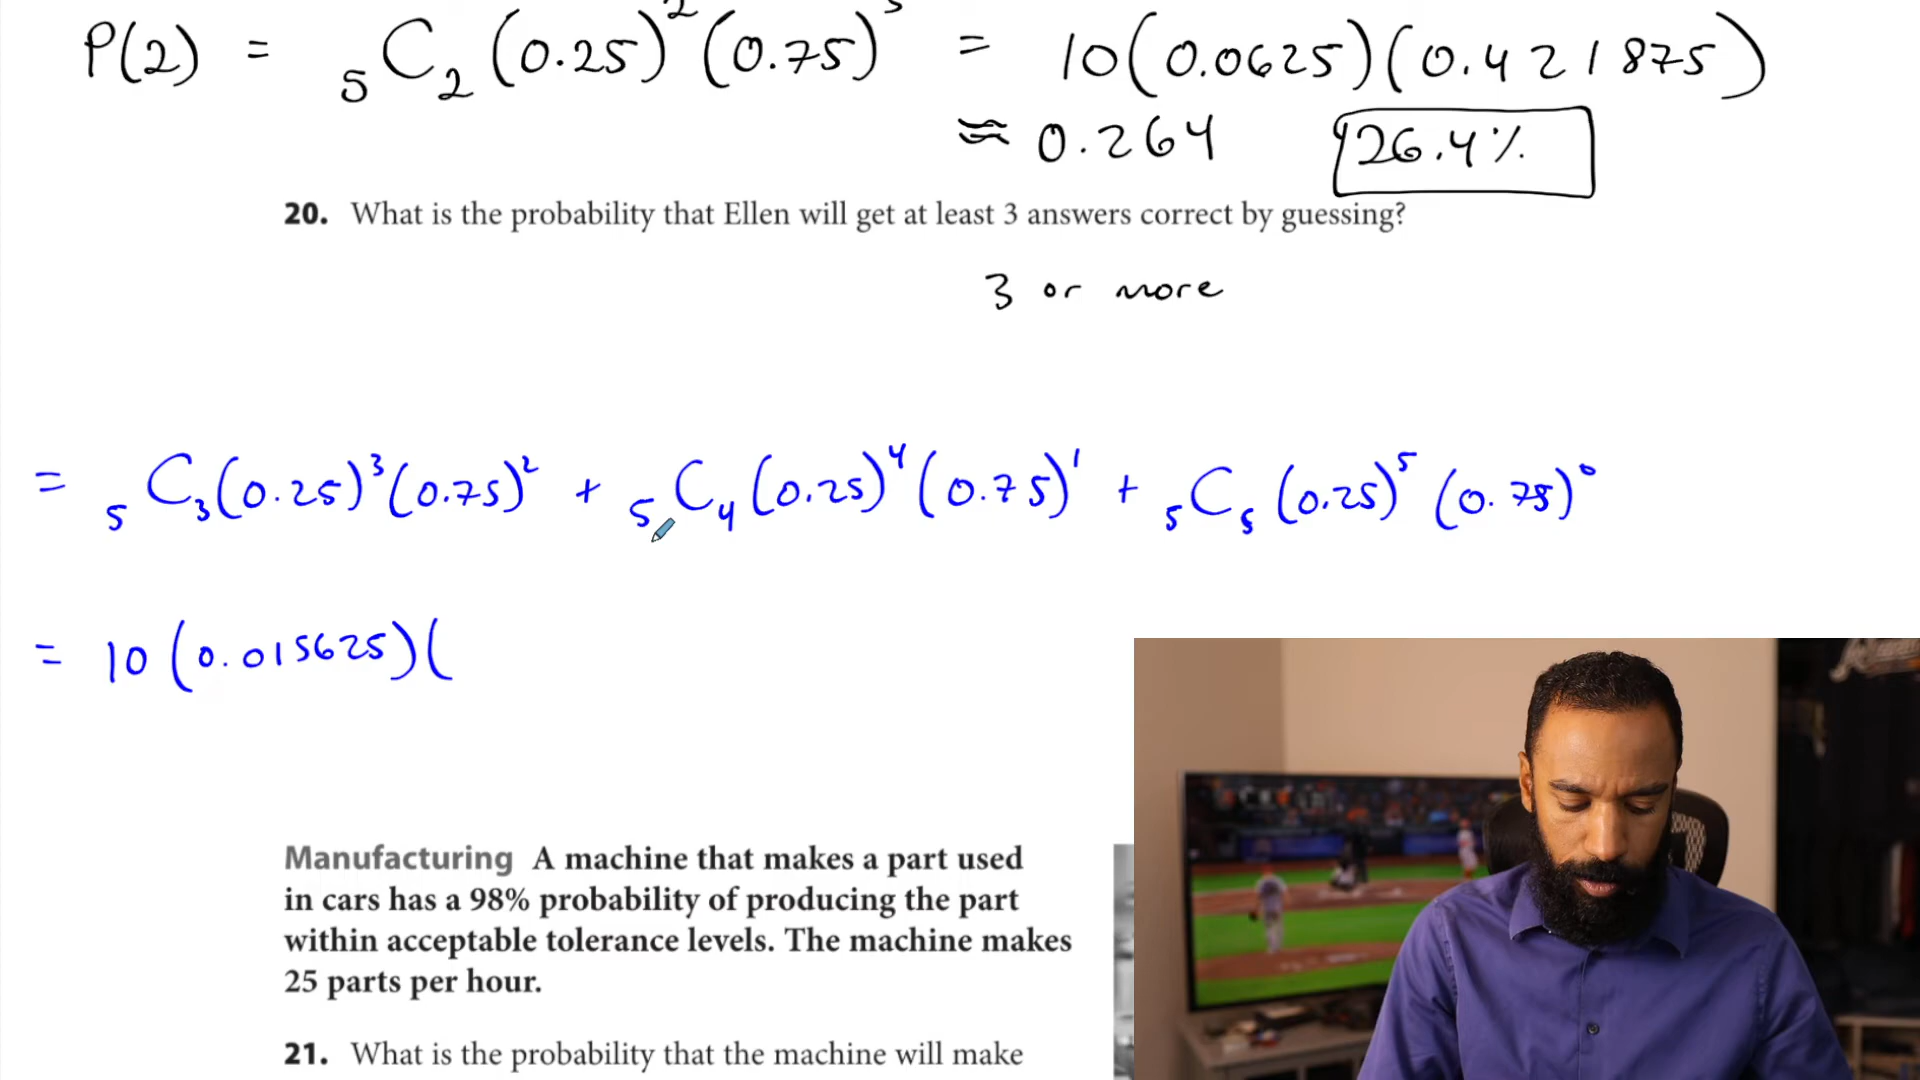 P(2) = ₅C₂(0.25)²(0.75)³ = 10(0.0625)(0.421875)
≈ 0.264 26.4%
20. What is the probability that Ellen will get at least 3 answers correct by guessing?
3 or more
= ₅C₃(0.25)³(0.75)² + ₅C₄(0.25)⁴(0.75)¹ + ₅C₅(0.25)⁵(0.75)⁰
= 10(0.015625)(
Manufacturing A machine that makes a part used
in cars has a 98% probability of producing the part
within acceptable tolerance levels. The machine makes
25 parts per hour.
21. What is the probability that the machine will make